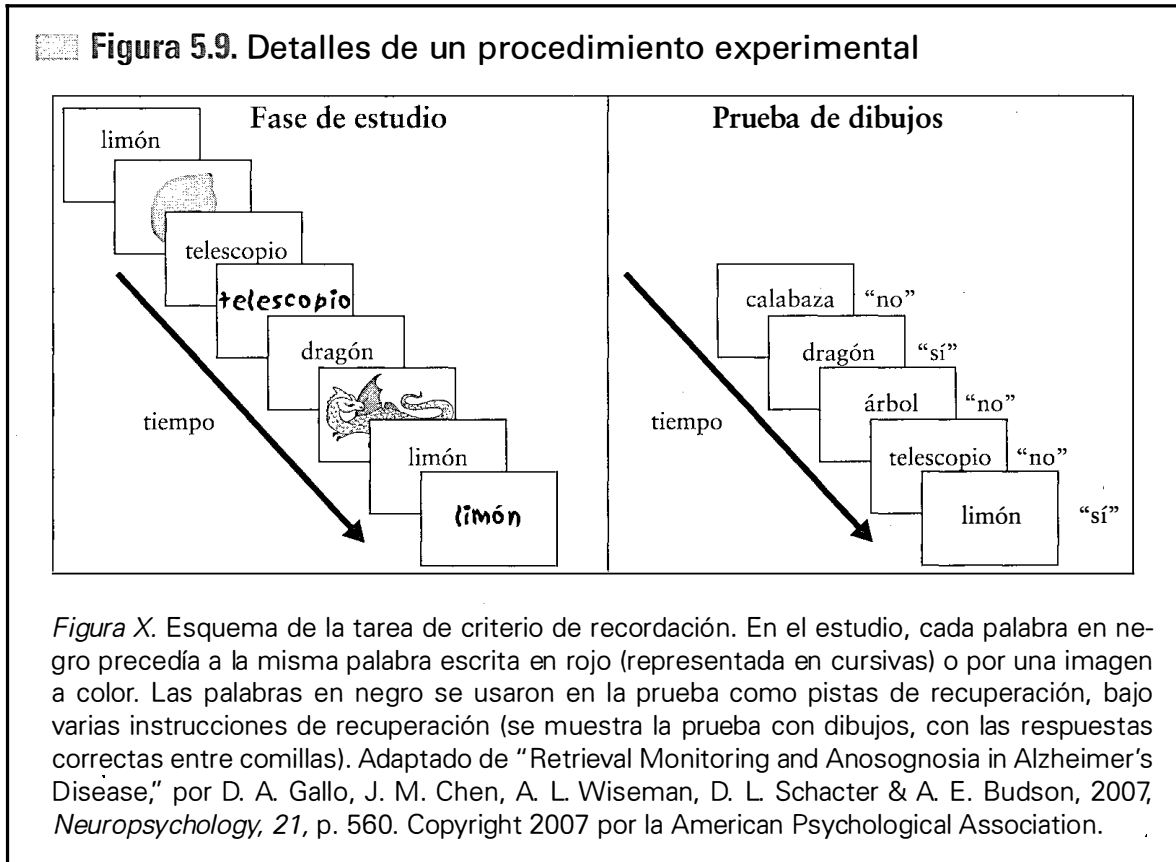 Figura 5.9. Detalles de un procedimiento experimental
Fase de estudio
limón
telescopio
telescopio
dragón
tiempo
limón
limón
Prueba de dibujos
calabaza "no"
dragón "sí"
árbol "no"
tiempo
telescopio "no"
limón "sí"
Figura X. Esquema de la tarea de criterio de recordación. En el estudio, cada palabra en ne-
gro precedía a la misma palabra escrita en rojo (representada en cursivas) o por una imagen
a color. Las palabras en negro se usaron en la prueba como pistas de recuperación, bajo
varias instrucciones de recuperación (se muestra la prueba con dibujos, con las respuestas
correctas entre comillas). Adaptado de “Retrieval Monitoring and Anosognosia in Alzheimer’s
Disease,” por D. A. Gallo, J. M. Chen, A. L. Wiseman, D. L. Schacter & A. E. Budson, 2007,
Neuropsychology, 21, p. 560. Copyright 2007 por la American Psychological Association.